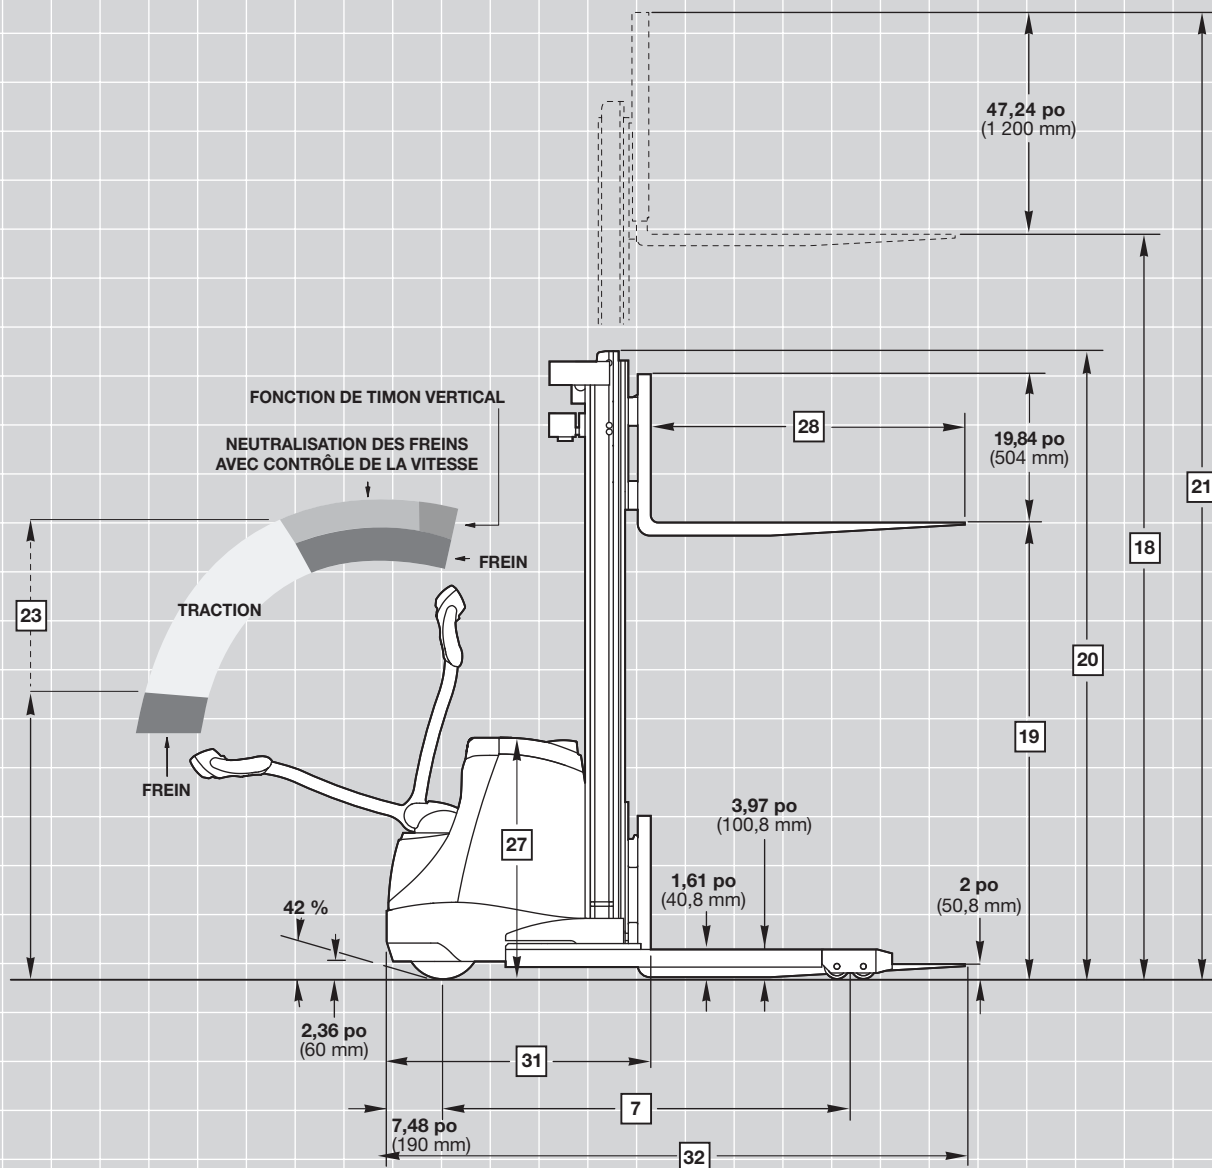 47,24 po
(1 200 mm)
FONCTION DE TIMON VERTICAL
28
NEUTRALISATION DES FREINS
AVEC CONTRÔLE DE LA VITESSE
19,84 po
(504 mm)
21
18
FREIN
TRACTION
23
20
19
FREIN
3,97 po
(100,8 mm)
27
1,61 po
(40,8 mm)
2 po
(50,8 mm)
42 %
2,36 po
(60 mm)
31
7
7,48 po
(190 mm)
32